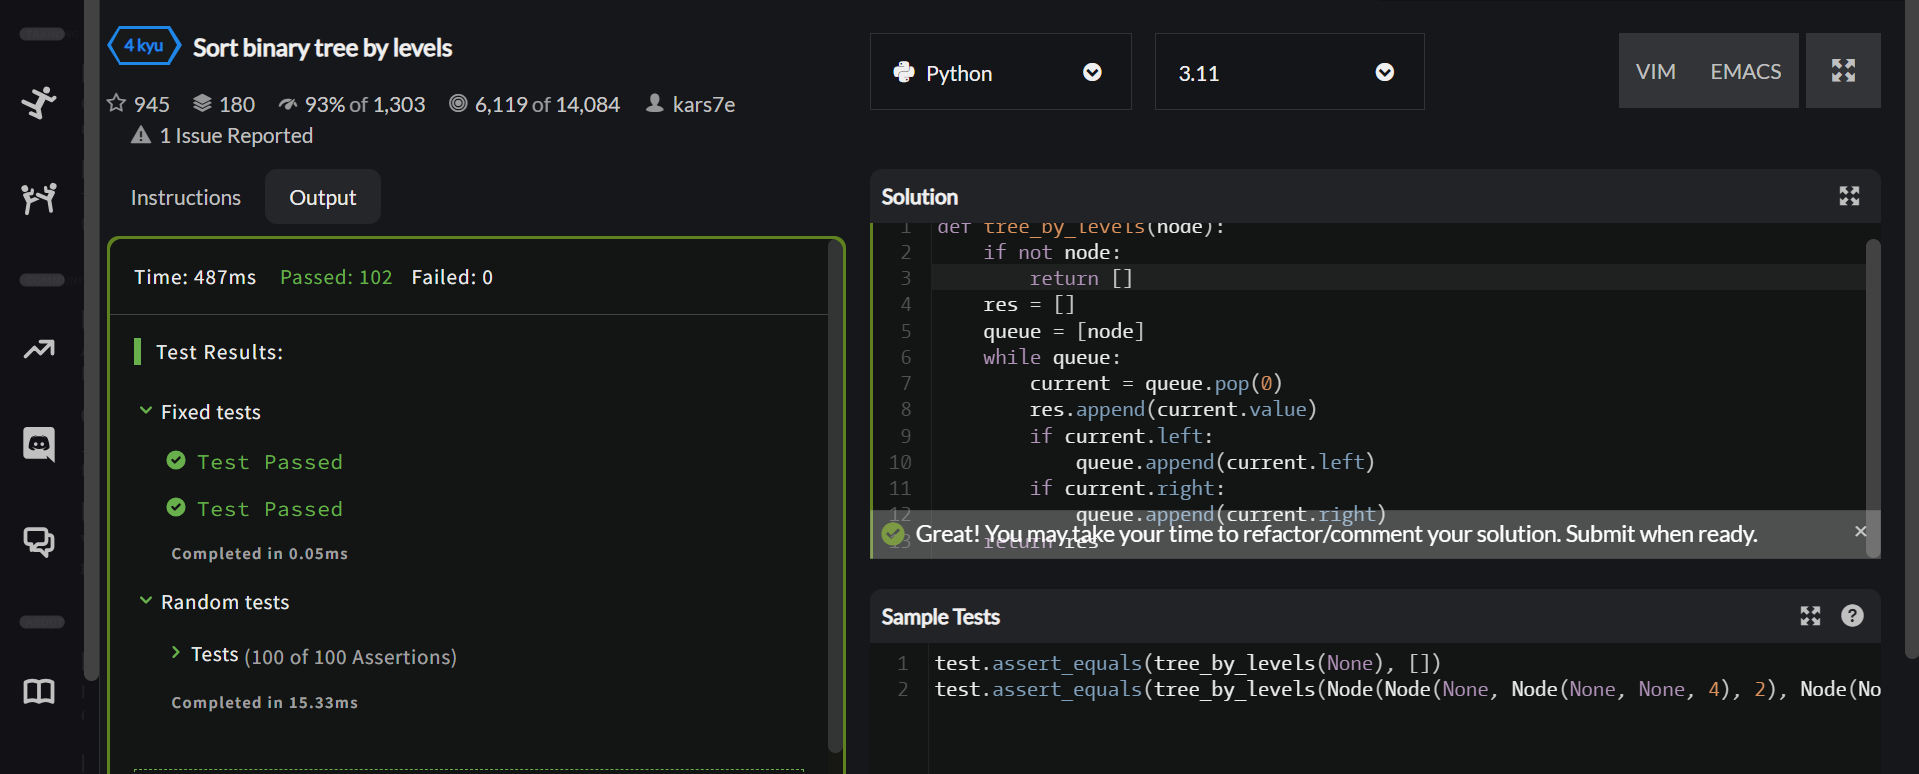 4 kyu
Sort binary tree by levels
945 180 93% of 1,303 6,119 of 14,084 kars7e
1 Issue Reported
Instructions
Output
Time: 487ms Passed: 102 Failed: 0
Test Results:
Fixed tests
Test Passed
Test Passed
Completed in 0.05ms
Random tests
Tests (100 of 100 Assertions)
Completed in 15.33ms
Python
3.11
VIM
EMACS
Solution
1 def tree_by_levels(node):
2     if not node:
3         return []
4     res = []
5     queue = [node]
6     while queue:
7         current = queue.pop(0)
8         res.append(current.value)
9         if current.left:
10             queue.append(current.left)
11         if current.right:
12             queue.append(current.right)
13     return res
Great! You may take your time to refactor/comment your solution. Submit when ready.
×
Sample Tests
?
1 test.assert_equals(tree_by_levels(None), [])
2 test.assert_equals(tree_by_levels(Node(Node(None, Node(None, None, 4), 2), Node(No